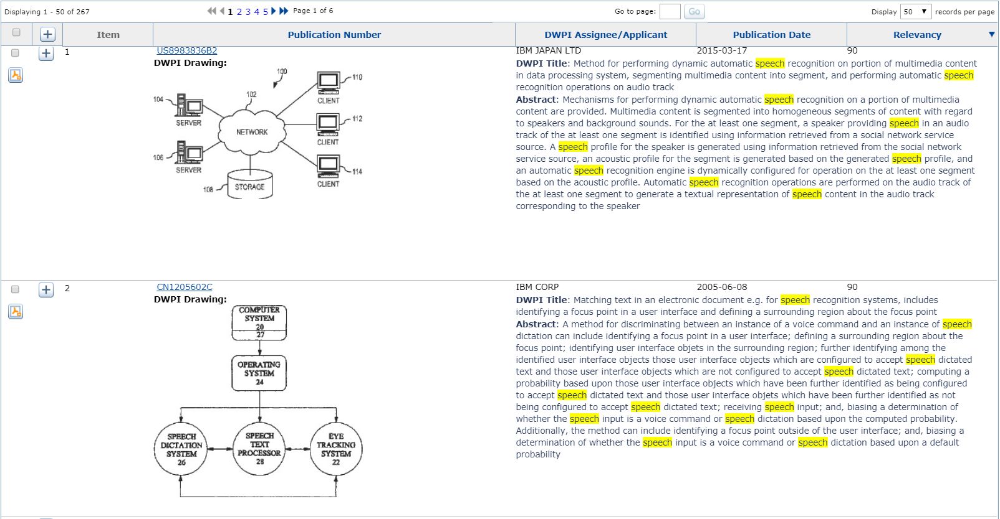 Displaying 1 - 50 of 267
1 2 3 4 5 Page 1 of 6
Go to page: Go
Display 50 records per page
Item Publication Number DWPI Assignee/Applicant Publication Date Relevancy
1 US8983836B2 IBM JAPAN LTD 2015-03-17 90
DWPI Drawing:
100
102
104
SERVER
106
SERVER
NETWORK
108
STORAGE
110
CLIENT
112
CLIENT
114
CLIENT
DWPI Title: Method for performing dynamic automatic speech recognition on portion of multimedia content
in data processing system, segmenting multimedia content into segment, and performing automatic speech
recognition operations on audio track
Abstract: Mechanisms for performing dynamic automatic speech recognition on a portion of multimedia
content are provided. Multimedia content is segmented into homogeneous segments of content with regard
to speakers and background sounds. For the at least one segment, a speaker providing speech in an audio
track of the at least one segment is identified using information retrieved from a social network service
source. A speech profile for the speaker is generated using information retrieved from the social network
service source, an acoustic profile for the segment is generated based on the generated speech profile, and
an automatic speech recognition engine is dynamically configured for operation on the at least one segment
based on the acoustic profile. Automatic speech recognition operations are performed on the audio track of
the at least one segment to generate a textual representation of speech content in the audio track
corresponding to the speaker
2 CN1205602C IBM CORP 2005-06-08 90
DWPI Drawing:
COMPUTER
SYSTEM
20
27
OPERATING
SYSTEM
24
SPEECH
DICTATION
SYSTEM
26
SPEECH
TEXT
PROCESSOR
28
EYE
TRACKING
SYSTEM
22
DWPI Title: Matching text in an electronic document e.g. for speech recognition systems, includes
identifying a focus point in a user interface and defining a surrounding region about the focus point
Abstract: A method for discriminating between an instance of a voice command and an instance of speech
dictation can include identifying a focus point in a user interface; defining a surrounding region about the
focus point; identifying user interface objets in the surrounding region; further identifying among the
identified user interface objects those user interface objects which are configured to accept speech dictated
text and those user interface objects which are not configured to accept speech dictated text; computing a
probability based upon those user interface objects which have been further identified as being configured
to accept speech dictated text and those user interface objets which have been further identified as not
being configured to accept speech dictated text; receiving speech input; and, biasing a determination of
whether the speech input is a voice command or speech dictation based upon the computed probability.
Additionally, the method can include identifying a focus point outside of the user interface; and, biasing a
determination of whether the speech input is a voice command or speech dictation based upon a default
probability